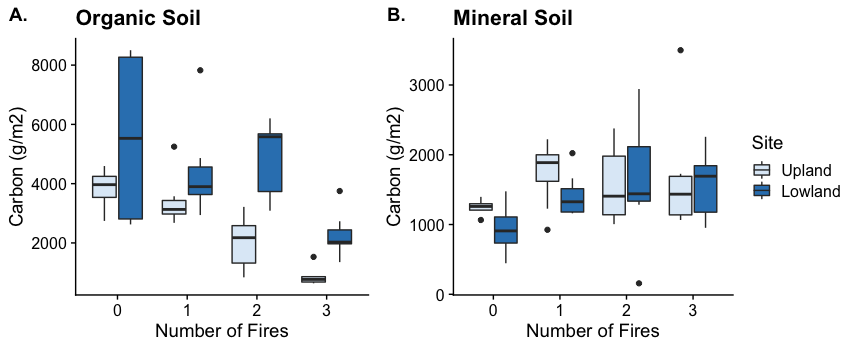 A. Organic Soil
Carbon (g/m2)
8000
6000
4000
2000
0 1 2 3
Number of Fires
B. Mineral Soil
Carbon (g/m2)
3000
2000
1000
0
0 1 2 3
Number of Fires
Site
Upland
Lowland